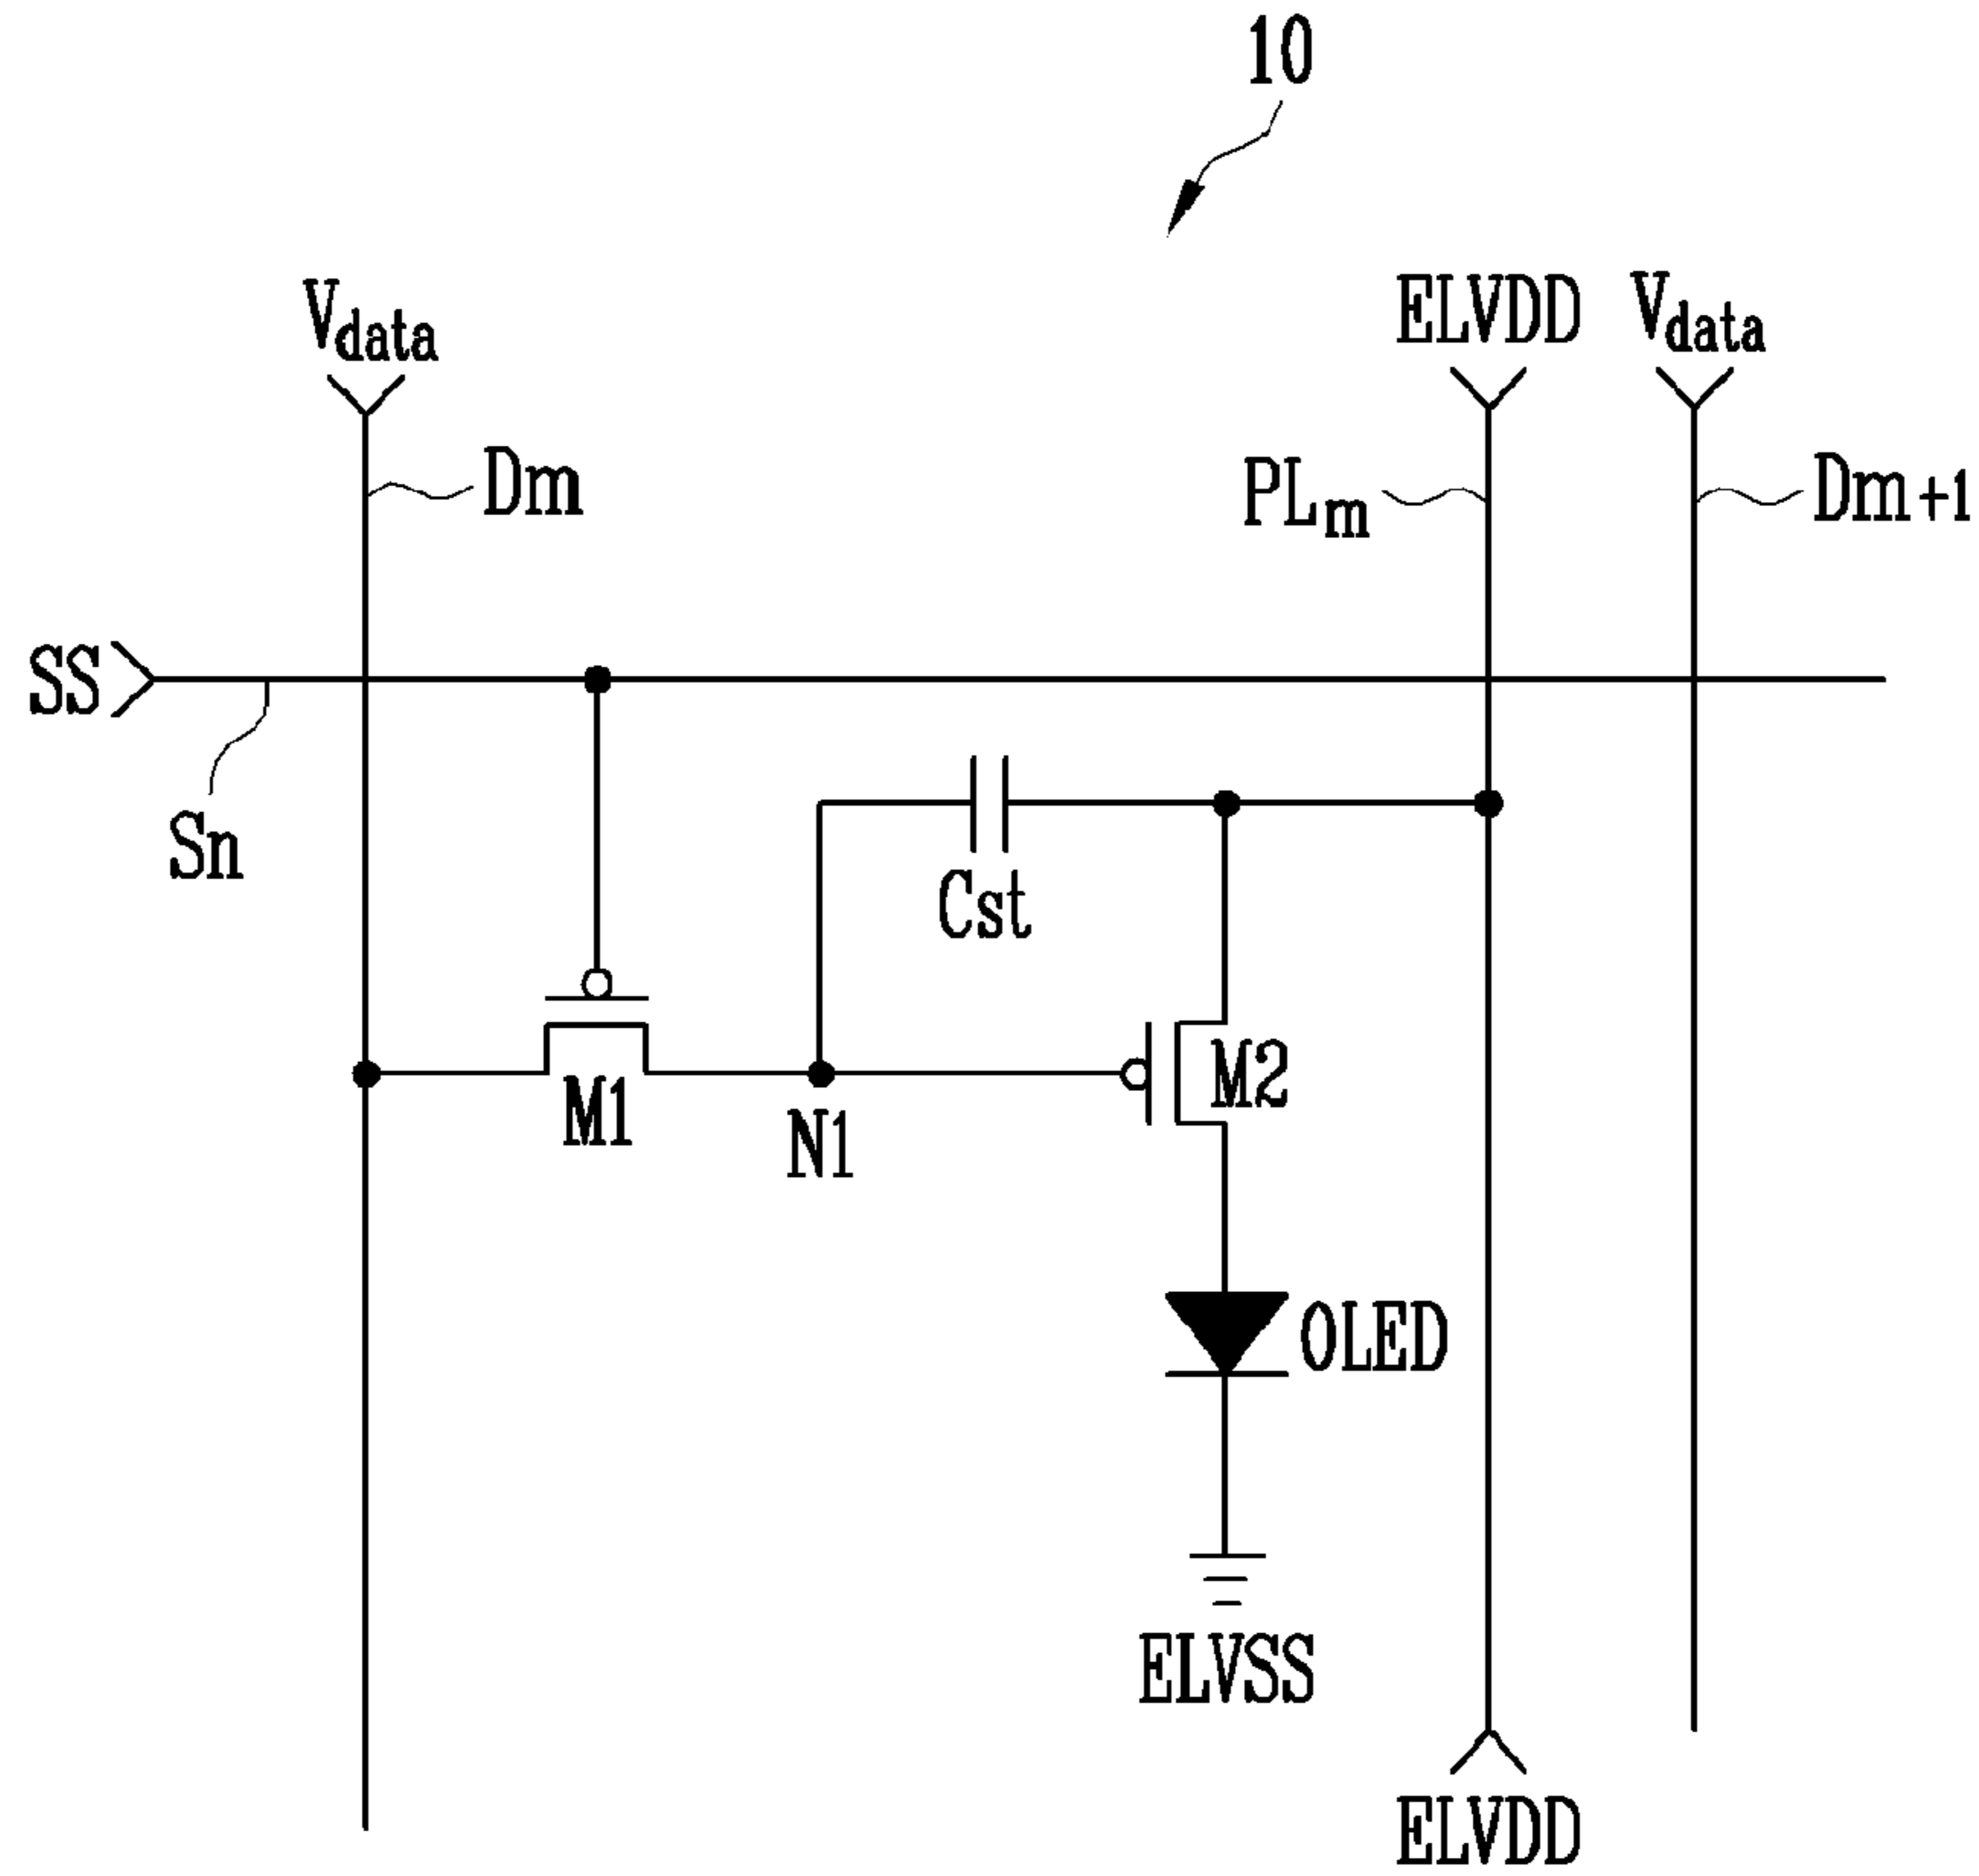 10
Vdata
ELVDD
Vdata
Dm
PLm
Dm+1
SS
Sn
Cst
M1
N1
M2
OLED
ELVSS
ELVDD